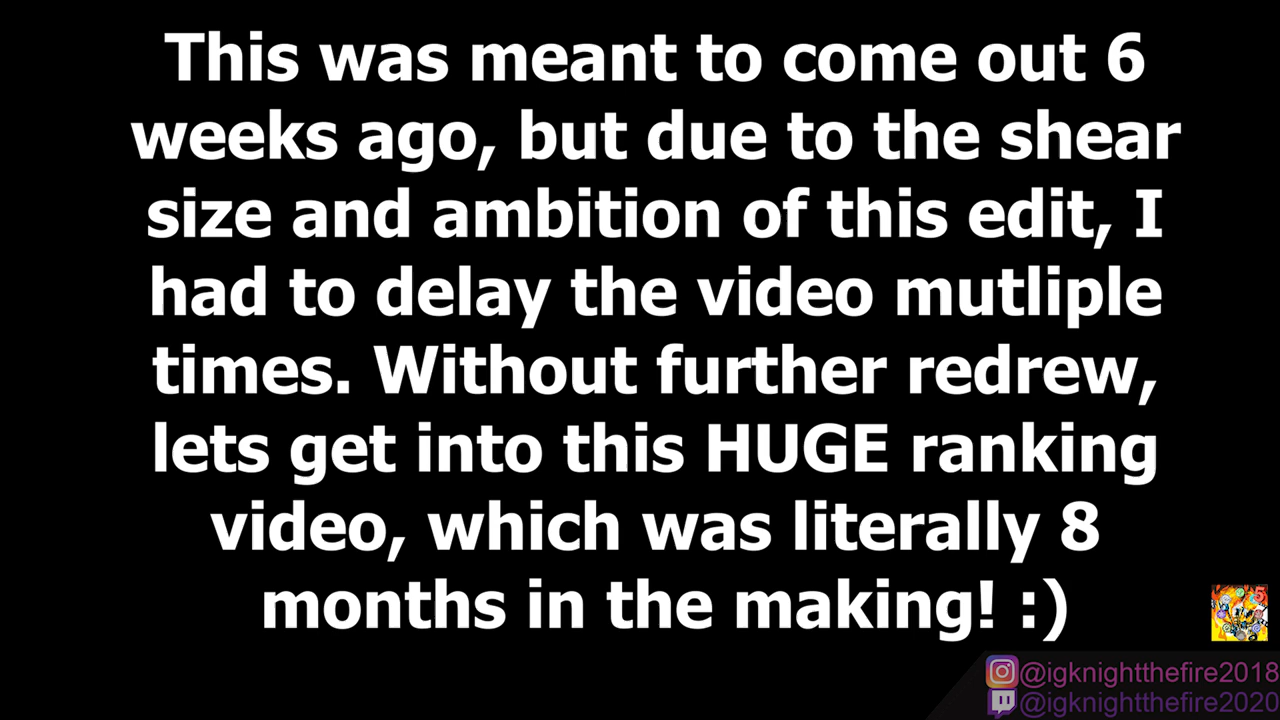 This was meant to come out 6
weeks ago, but due to the shear
size and ambition of this edit, I
had to delay the video mutliple
times. Without further redrew,
lets get into this HUGE ranking
video, which was literally 8
months in the making! :)
@igknightthefire2018
@igknightthefire2020